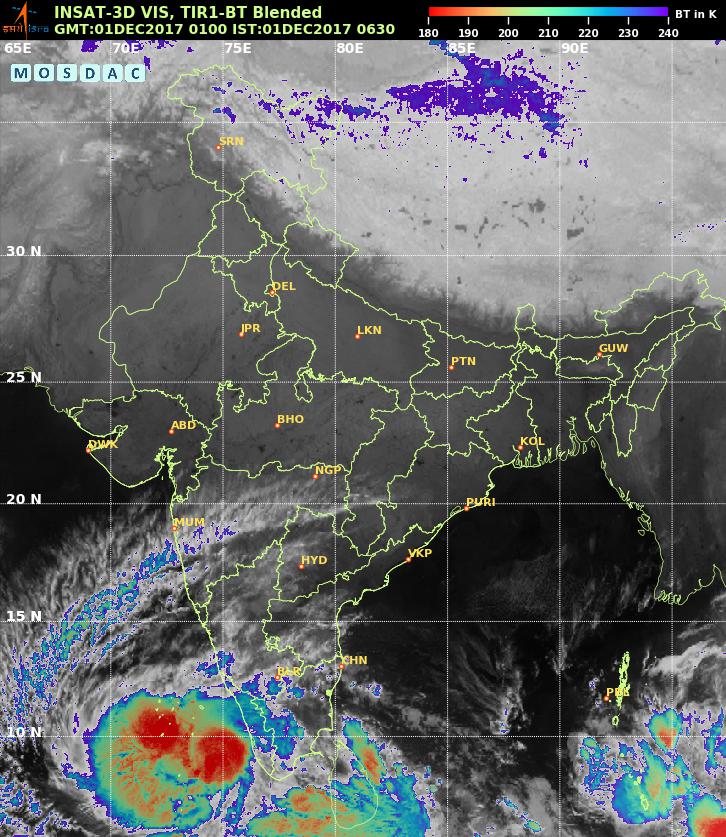 INSAT-3D VIS, TIR1-BT Blended
GMT:01DEC2017 0100 IST:01DEC2017 0630
BT in K
180 190 200 210 220 230 240
65E 70E 75E 80E 85E 90E
M O S D A C
SRN
30 N
DEL
JPR
LKN
GUW
PTN
25 N
ABD
BHO
DWK
KOL
NGP
20 N
PURI
MUM
VKP
HYD
15 N
CHN
BLR
10 N